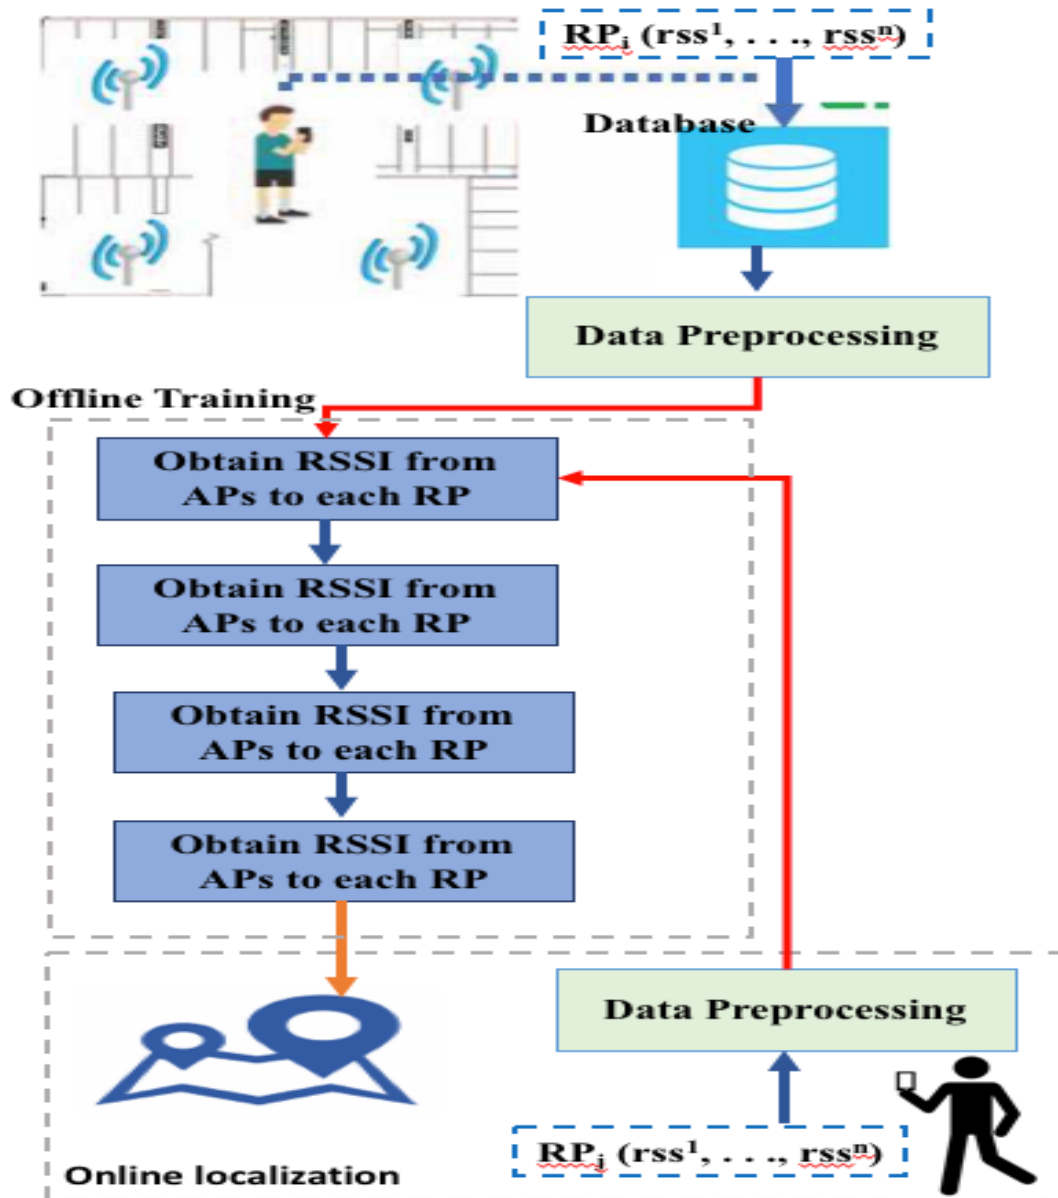 RPᵢ (rss¹, . . ., rssⁿ)
Database
Data Preprocessing
Offline Training
Obtain RSSI from
APs to each RP
Obtain RSSI from
APs to each RP
Obtain RSSI from
APs to each RP
Obtain RSSI from
APs to each RP
Data Preprocessing
RPⱼ (rss¹, . . ., rssⁿ)
Online localization